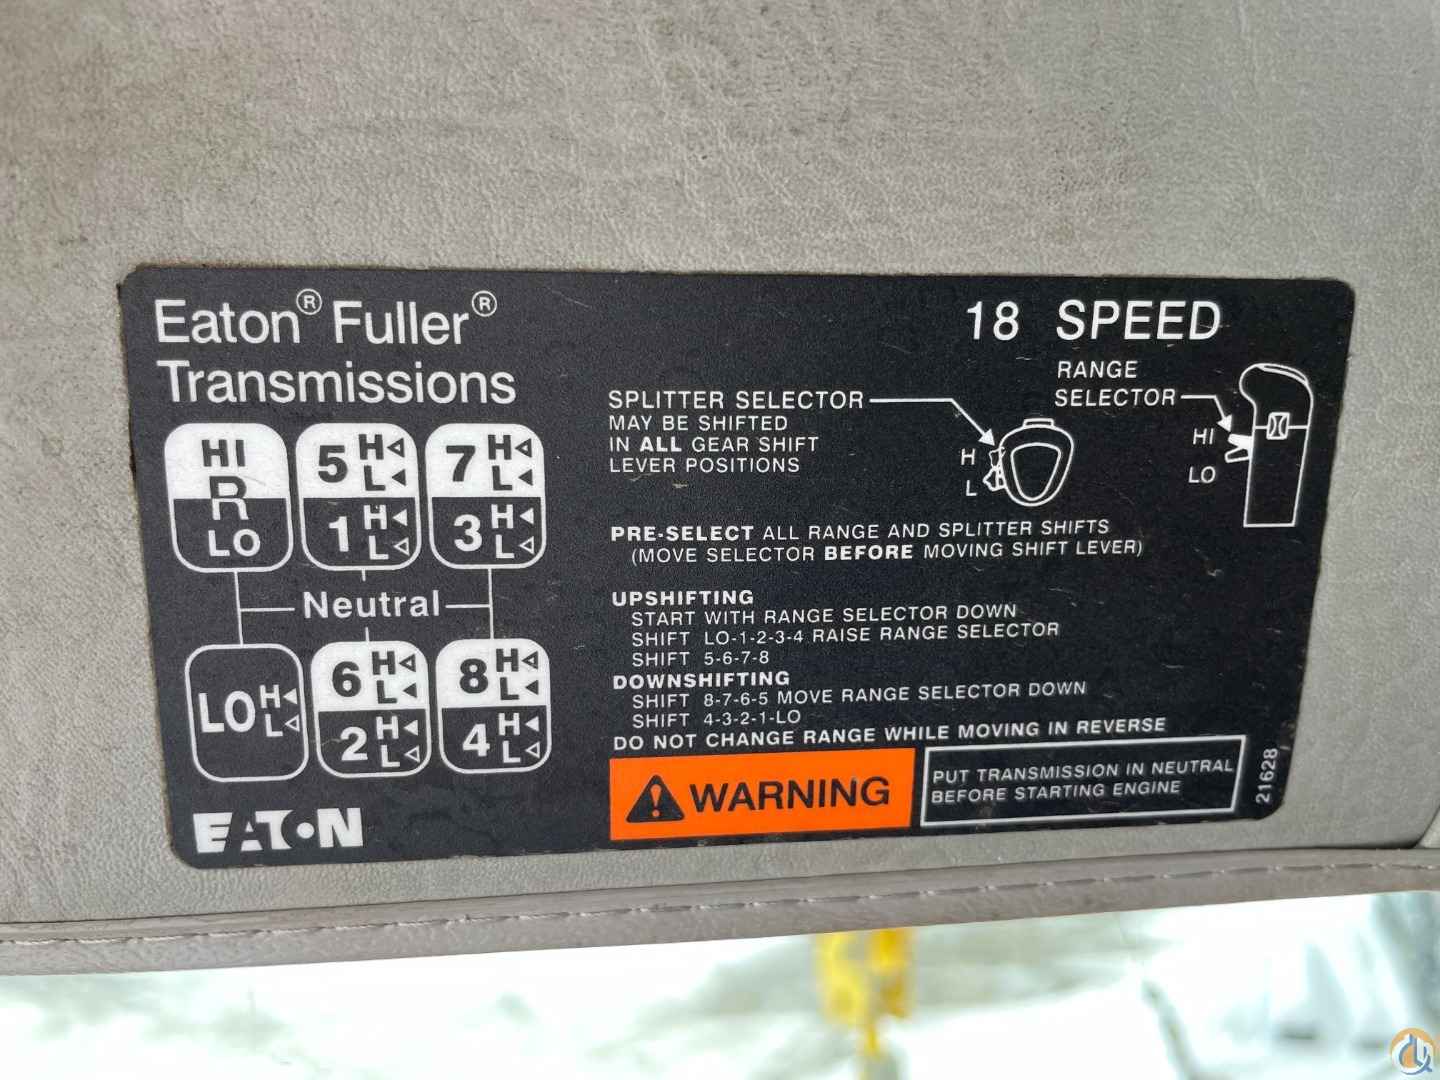 Eaton® Fuller®
Transmissions
18 SPEED
HI
R
LO
5 H L
1 H L
7 H L
3 H L
Neutral
LO H L
6 H L
2 H L
8 H L
4 H L
EATON
SPLITTER SELECTOR
MAY BE SHIFTED
IN ALL GEAR SHIFT
LEVER POSITIONS
H
L
RANGE
SELECTOR
HI
LO
PRE-SELECT ALL RANGE AND SPLITTER SHIFTS
(MOVE SELECTOR BEFORE MOVING SHIFT LEVER)
UPSHIFTING
START WITH RANGE SELECTOR DOWN
SHIFT LO-1-2-3-4 RAISE RANGE SELECTOR
SHIFT 5-6-7-8
DOWNSHIFTING
SHIFT 8-7-6-5 MOVE RANGE SELECTOR DOWN
SHIFT 4-3-2-1-LO
DO NOT CHANGE RANGE WHILE MOVING IN REVERSE
WARNING
PUT TRANSMISSION IN NEUTRAL
BEFORE STARTING ENGINE
21628